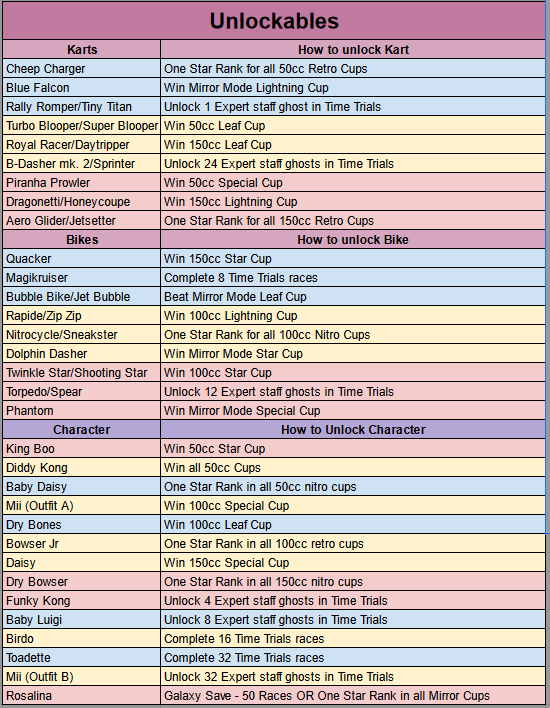 Unlockables
Karts How to unlock Kart
Cheep Charger One Star Rank for all 50cc Retro Cups
Blue Falcon Win Mirror Mode Lightning Cup
Rally Romper/Tiny Titan Unlock 1 Expert staff ghost in Time Trials
Turbo Blooper/Super Blooper Win 50cc Leaf Cup
Royal Racer/Daytripper Win 150cc Leaf Cup
B-Dasher mk. 2/Sprinter Unlock 24 Expert staff ghosts in Time Trials
Piranha Prowler Win 50cc Special Cup
Dragonetti/Honeycoupe Win 150cc Lightning Cup
Aero Glider/Jetsetter One Star Rank for all 150cc Retro Cups
Bikes How to unlock Bike
Quacker Win 150cc Star Cup
Magikruiser Complete 8 Time Trials races
Bubble Bike/Jet Bubble Beat Mirror Mode Leaf Cup
Rapide/Zip Zip Win 100cc Lightning Cup
Nitrocycle/Sneakster One Star Rank for all 100cc Nitro Cups
Dolphin Dasher Win Mirror Mode Star Cup
Twinkle Star/Shooting Star Win 100cc Star Cup
Torpedo/Spear Unlock 12 Expert staff ghosts in Time Trials
Phantom Win Mirror Mode Special Cup
Character How to Unlock Character
King Boo Win 50cc Star Cup
Diddy Kong Win all 50cc Cups
Baby Daisy One Star Rank in all 50cc nitro cups
Mii (Outfit A) Win 100cc Special Cup
Dry Bones Win 100cc Leaf Cup
Bowser Jr One Star Rank in all 100cc retro cups
Daisy Win 150cc Special Cup
Dry Bowser One Star Rank in all 150cc nitro cups
Funky Kong Unlock 4 Expert staff ghosts in Time Trials
Baby Luigi Unlock 8 Expert staff ghosts in Time Trials
Birdo Complete 16 Time Trials races
Toadette Complete 32 Time Trials races
Mii (Outfit B) Unlock 32 Expert staff ghosts in Time Trials
Rosalina Galaxy Save - 50 Races OR One Star Rank in all Mirror Cups